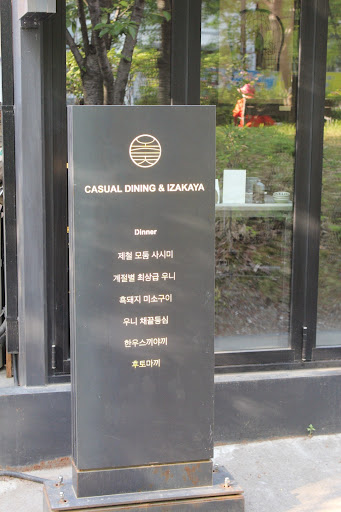 CASUAL DINING & IZAKAYA
Dinner
제철 모듬 사시미
계절별 최상급 우니
흑돼지 미소구이
우니 채끝등심
한우스끼야끼
후토마끼